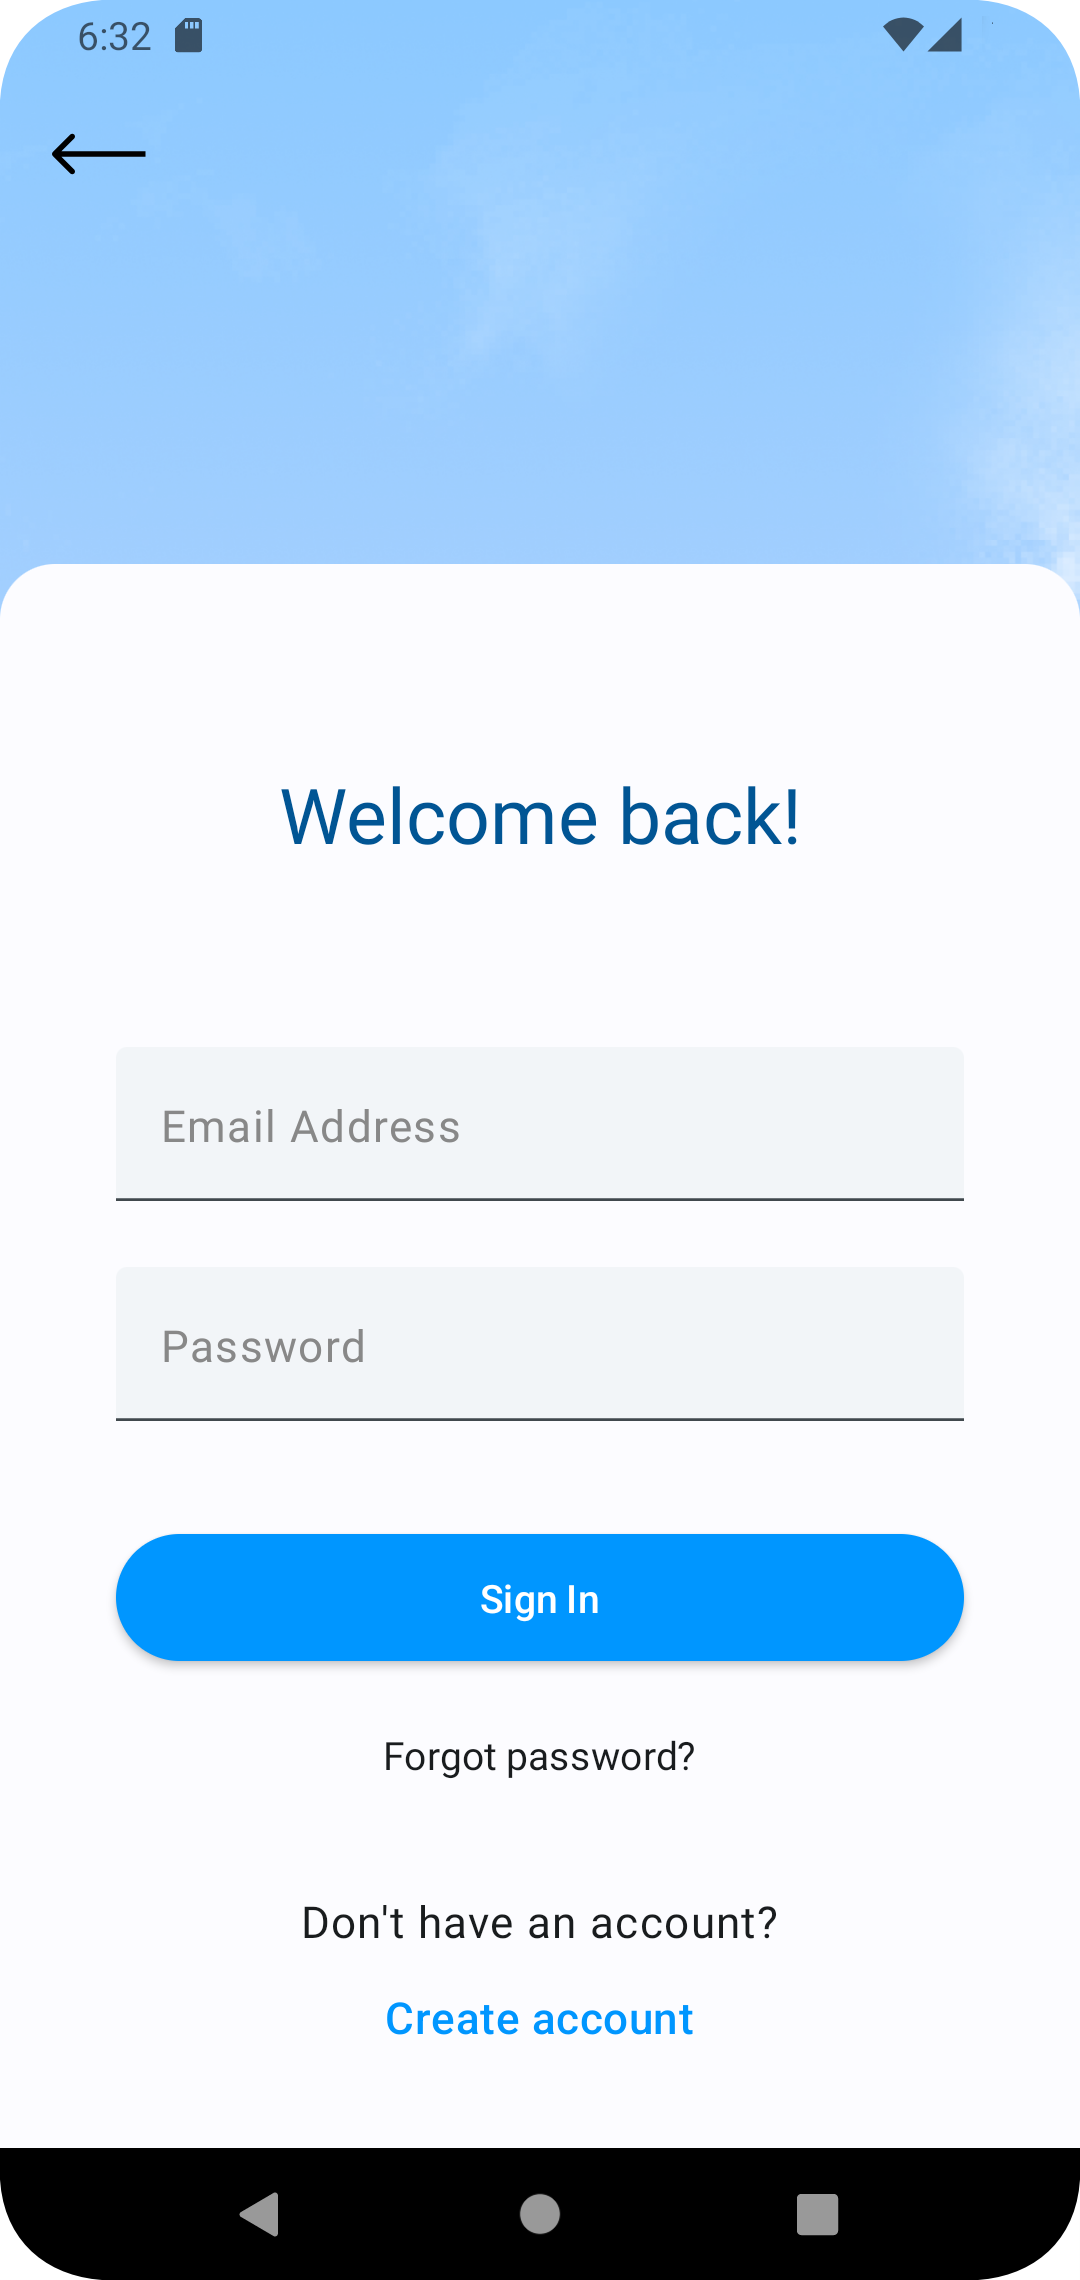 6:32
Welcome back!
Email Address
Password
Sign In
Forgot password?
Don't have an account?
Create account